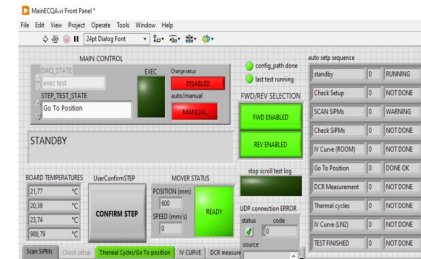 MainECQA.vi Front Panel *
File Edit View Project Operate Tools Window Help
24pt Dialog Font
MAIN CONTROL
DAQ_STATE
exec test
STEP_TEST_STATE
Go To Position
EXEC
Change setup
DISABLED
auto/manual
MANUAL
config_path done
last test running
FWD/REV SELECTION
FWD ENABLED
REV ENABLED
auto setp sequence
standby 0 RUNNING
Check Setup 0 NOT DONE
SCAN SiPMs 0 WARNING
Check SiPMs 0 NOT DONE
IV Curve (ROOM) 0 NOT DONE
Go To Position 0 DONE OK
DCR Measurement 0 NOT DONE
Thermal cycles 0 NOT DONE
IV Curve (LN2) 0 NOT DONE
TEST FINISHED 0 NOT DONE
STANDBY
BOARD TEMPERATURES
21,77 °C
20,39 °C
23,74 °C
988,79 °C
UserConfirmSTEP
CONFIRM STEP
MOVER STATUS
POSITION (mm)
600
SPEED (mm/s)
0
READY
stop scroll test log
UDP connection ERROR
status code
0
source
Scan SiPMs Check setup Thermal Cycles/Go To position IV CURVE DCR measure